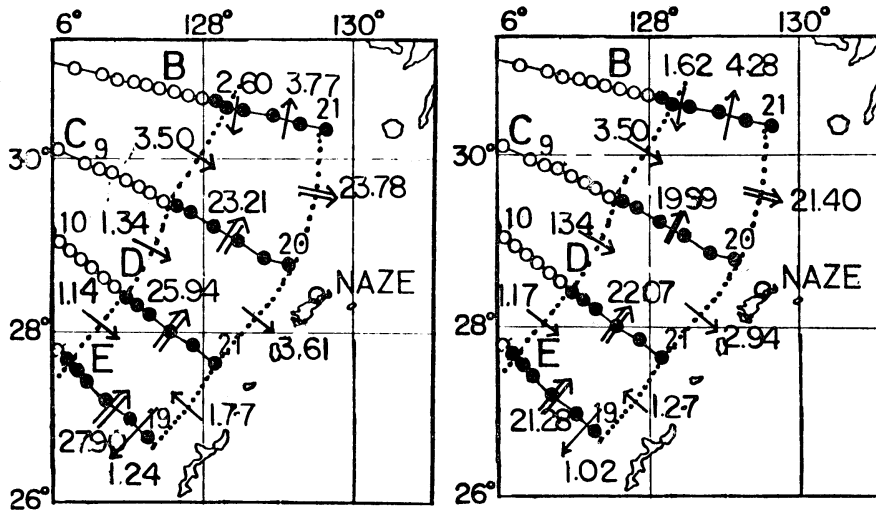 6° 128° 130°
B 2.60 3.77 21
C 9 3.50
30°
23.21 23.78
10 1.34 20
D NAZE
1.14 25.94
28°
21 3.61
E
19 1.77
27.90
1.24
26°
6° 128° 130°
B 1.62 4.28 21
C 9 3.50
30°
19.99 21.40
10 134 20
D NAZE
1.17 22.07
28°
21 2.94
E
19 1.27
21.28
1.02
26°